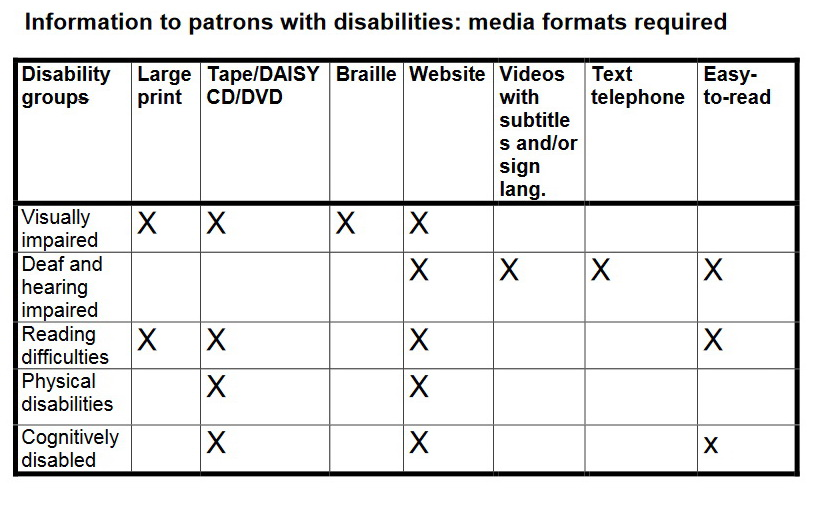 Information to patrons with disabilities: media formats required
Disability groups Large print Tape/DAISY CD/DVD Braille Website Videos with subtitle s and/or sign lang. Text telephone Easy- to-read
Visually impaired X X X X
Deaf and hearing impaired X X X X
Reading difficulties X X X X
Physical disabilities X X
Cognitively disabled X X x